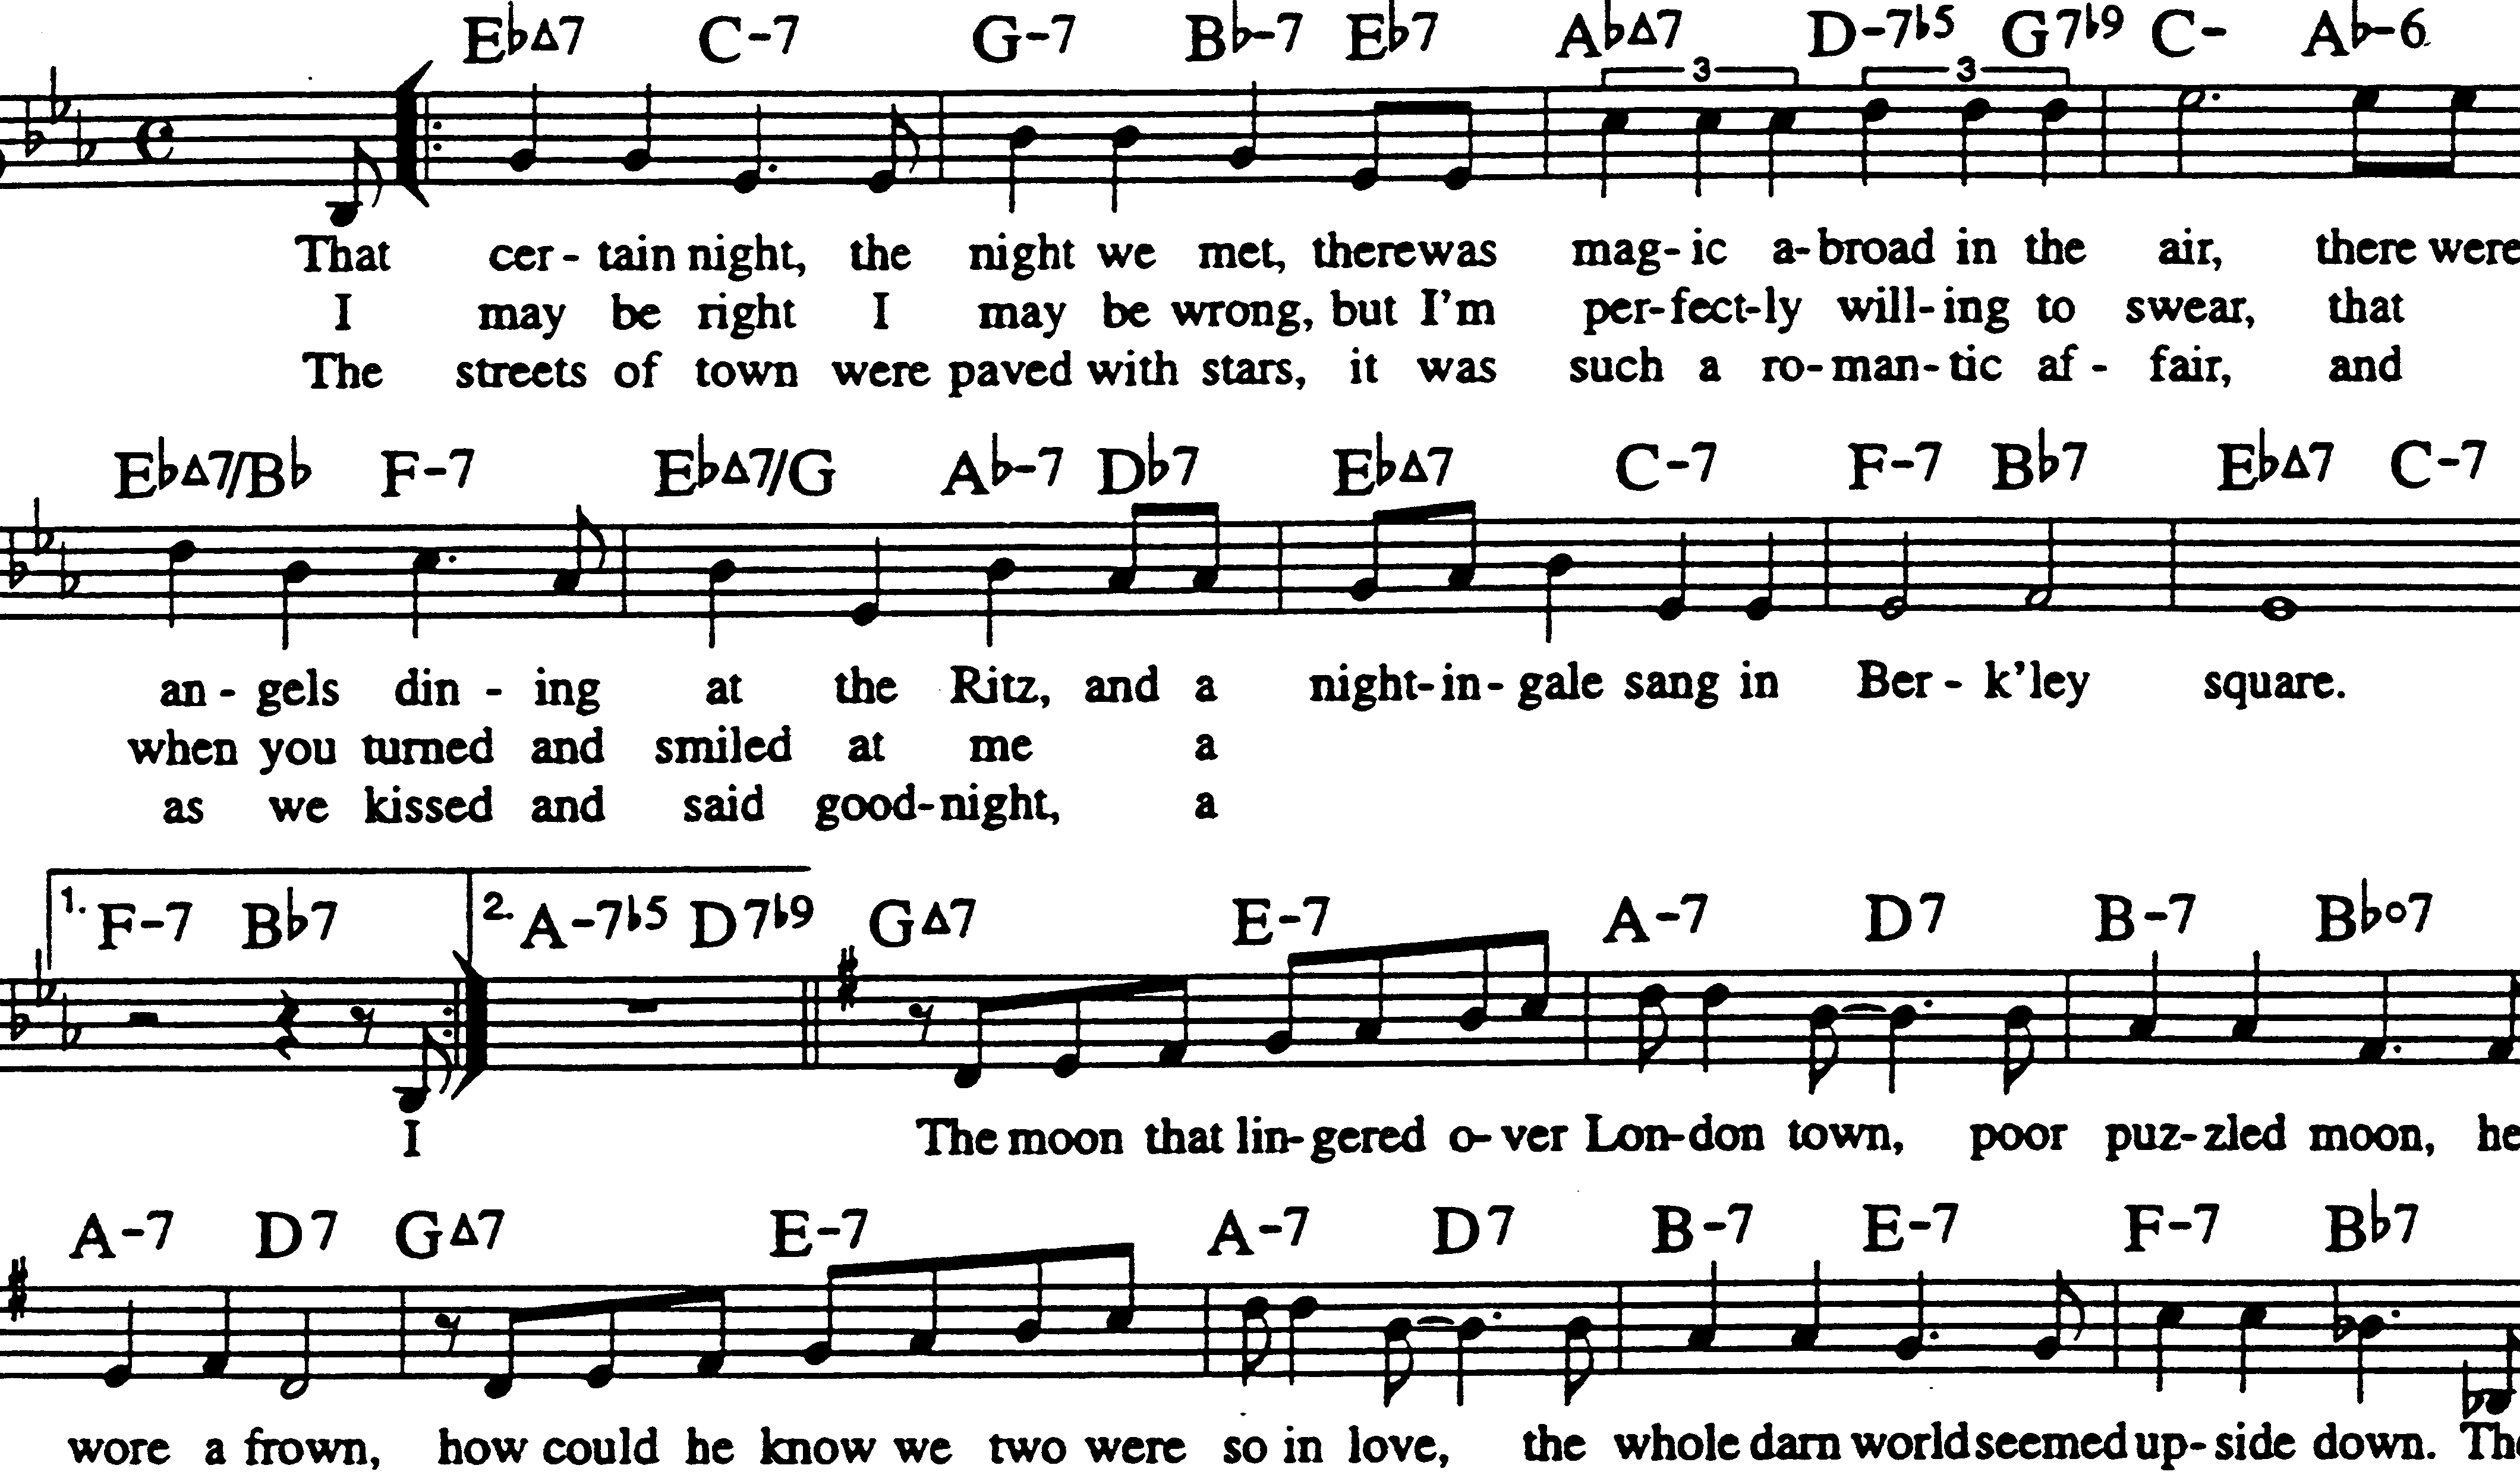 E♭Δ7 C-7 G-7 B♭-7 E♭7 A♭Δ7 D-7♭5 G7♭9 C- A♭-6
3 3
That cer-tain night, the night we met, therewas mag-ic a-broad in the air, there were
I may be right I may be wrong, but I'm per-fect-ly will-ing to swear, that
The streets of town were paved with stars, it was such a ro-man-tic af-fair, and
E♭Δ7/B♭ F-7 E♭Δ7/G A♭-7 D♭7 E♭Δ7 C-7 F-7 B♭7 E♭Δ7 C-7
an-gels din-ing at the Ritz, and a night-in-gale sang in Ber-k'ley square.
when you turned and smiled at me a
as we kissed and said good-night, a
1. F-7 B♭7 2. A-7♭5 D7♭9 GΔ7 E-7 A-7 D7 B-7 B♭o7
I The moon that lin-gered o-ver Lon-don town, poor puz-zled moon, he
A-7 D7 GΔ7 E-7 A-7 D7 B-7 E-7 F-7 B♭7
wore a frown, how could he know we two were so in love, the whole darn world seemed up-side down. The